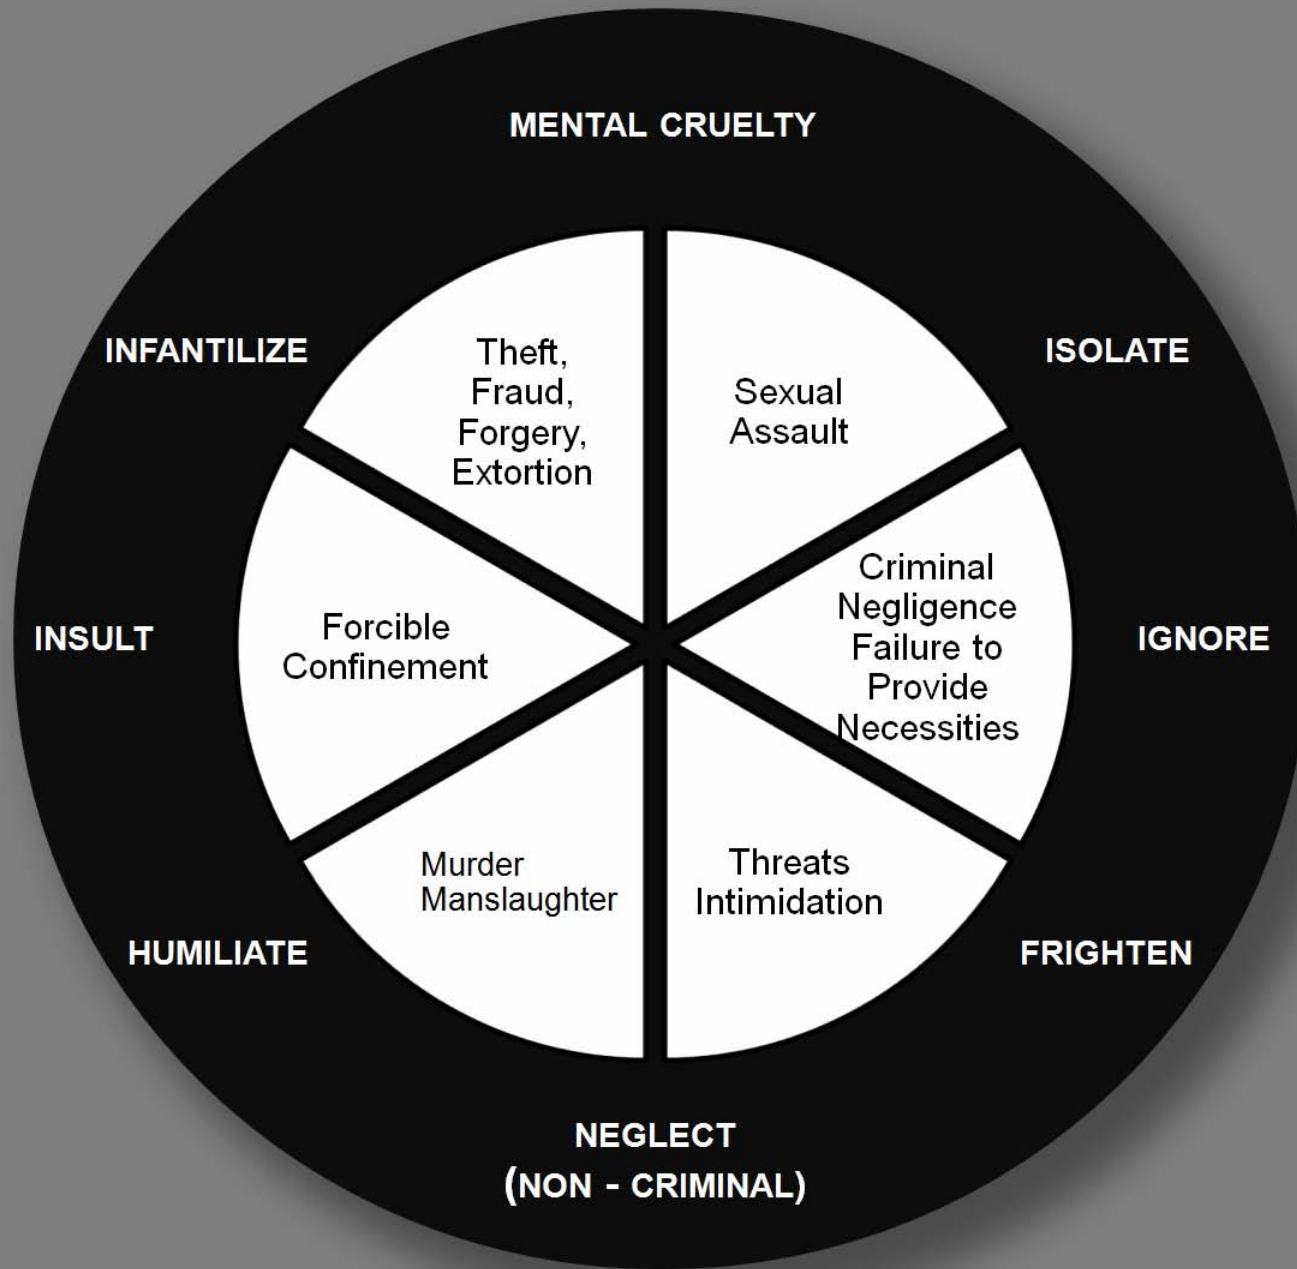 MENTAL CRUELTY
INFANTILIZE
ISOLATE
Theft,
Fraud,
Forgery,
Extortion
Sexual
Assault
Criminal
Negligence
Failure to
Provide
Necessities
Forcible
Confinement
INSULT
IGNORE
Murder
Manslaughter
Threats
Intimidation
HUMILIATE
FRIGHTEN
NEGLECT
(NON - CRIMINAL)